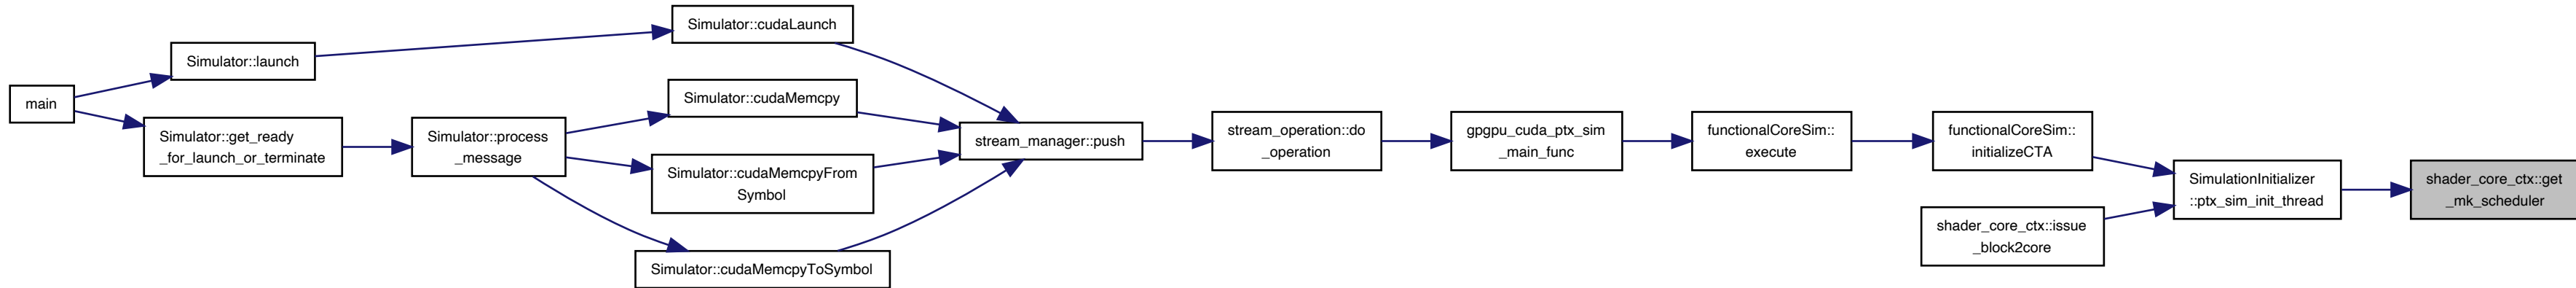 main
Simulator::launch
Simulator::get_ready
_for_launch_or_terminate
Simulator::process
_message
Simulator::cudaLaunch
Simulator::cudaMemcpy
Simulator::cudaMemcpyFrom
Symbol
Simulator::cudaMemcpyToSymbol
stream_manager::push
stream_operation::do
_operation
gpgpu_cuda_ptx_sim
_main_func
functionalCoreSim::
execute
functionalCoreSim::
initializeCTA
shader_core_ctx::issue
_block2core
SimulationInitializer
::ptx_sim_init_thread
shader_core_ctx::get
_mk_scheduler